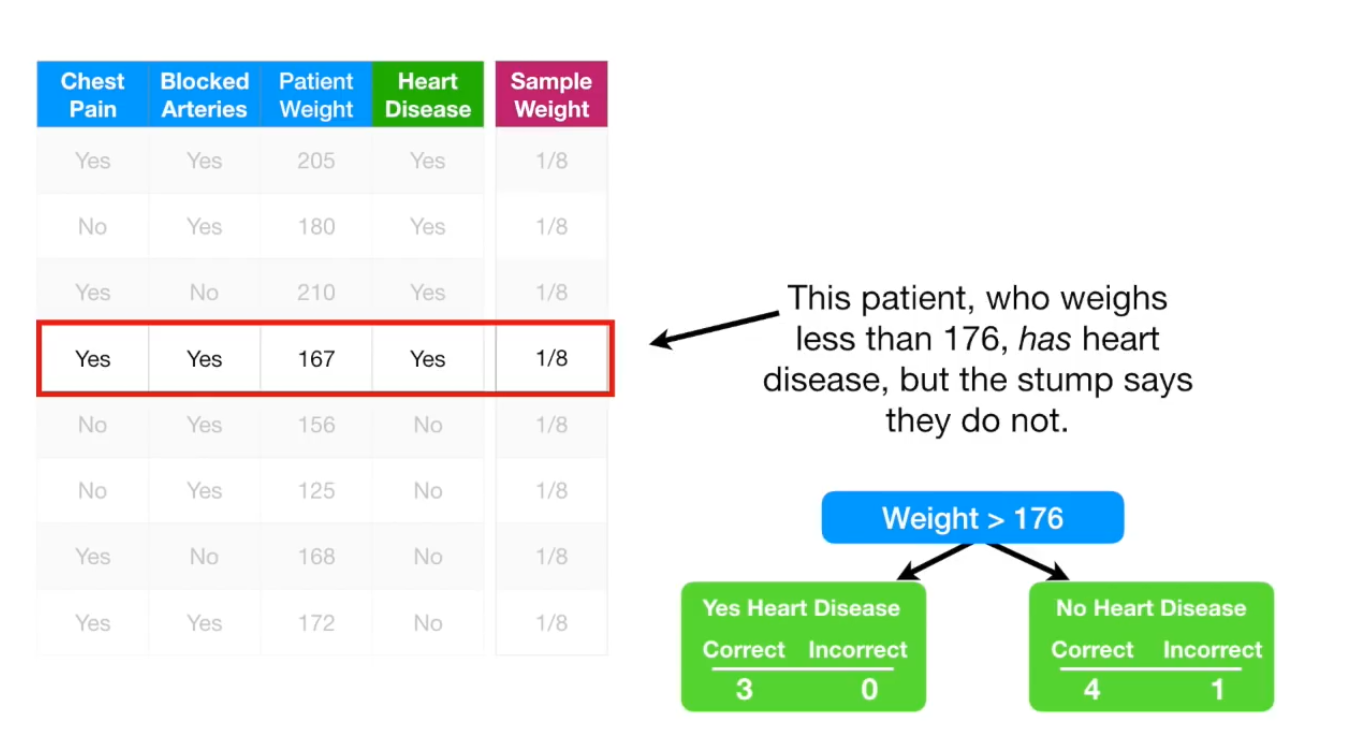 Chest Pain Blocked Arteries Patient Weight Heart Disease Sample Weight
Yes Yes 205 Yes 1/8
No Yes 180 Yes 1/8
Yes No 210 Yes 1/8
Yes Yes 167 Yes 1/8
No Yes 156 No 1/8
No Yes 125 No 1/8
Yes No 168 No 1/8
Yes Yes 172 No 1/8
This patient, who weighs
less than 176, has heart
disease, but the stump says
they do not.
Weight > 176
Yes Heart Disease
Correct Incorrect
3 0
No Heart Disease
Correct Incorrect
4 1